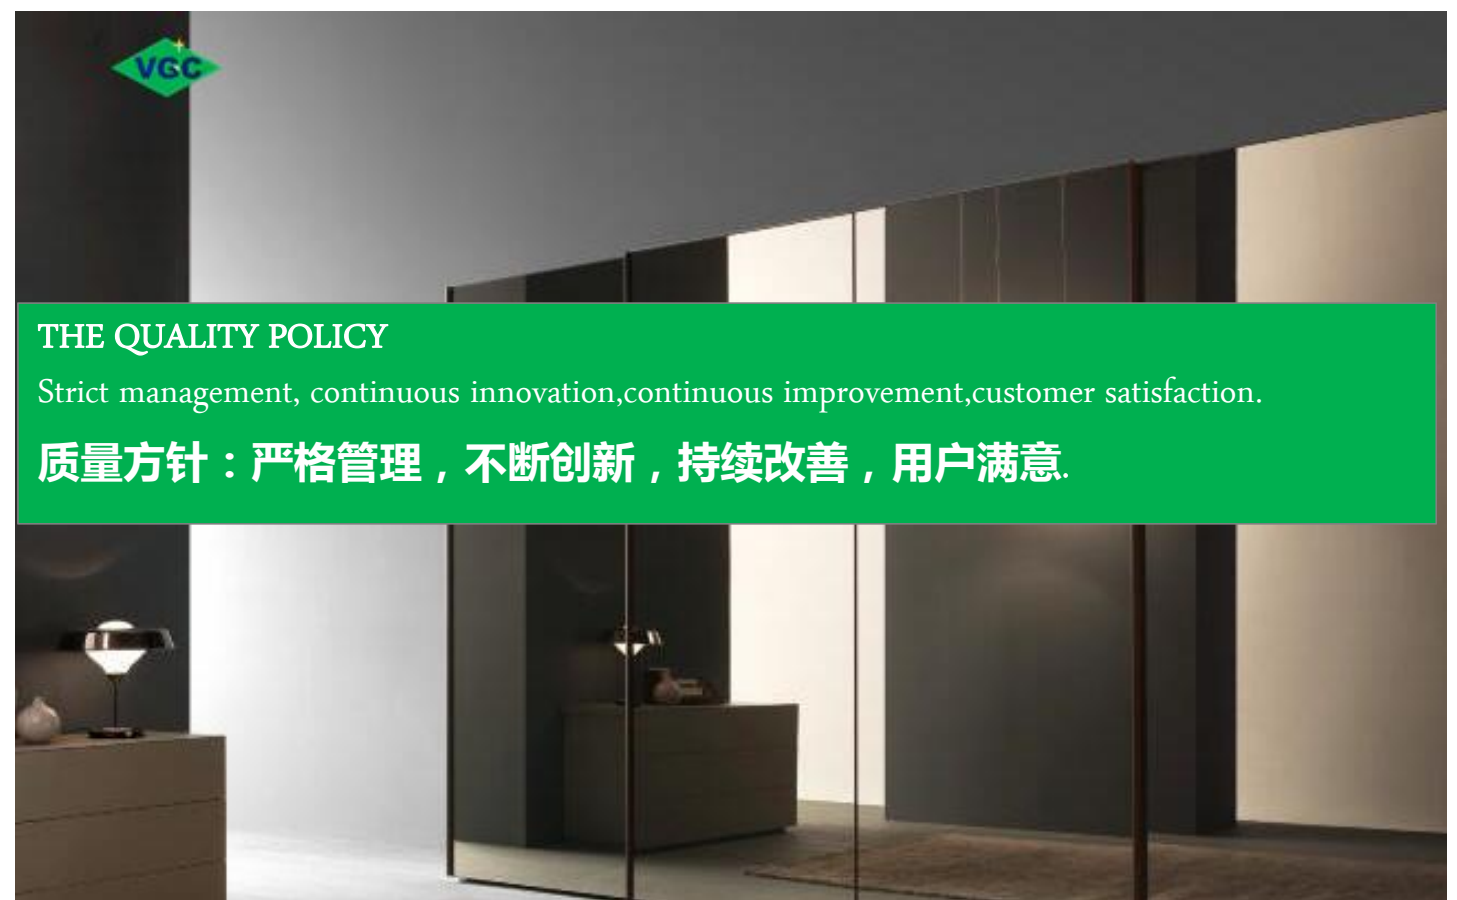 VGC
THE QUALITY POLICY
Strict management, continuous innovation,continuous improvement,customer satisfaction.
质量方针：严格管理，不断创新，持续改善，用户满意.